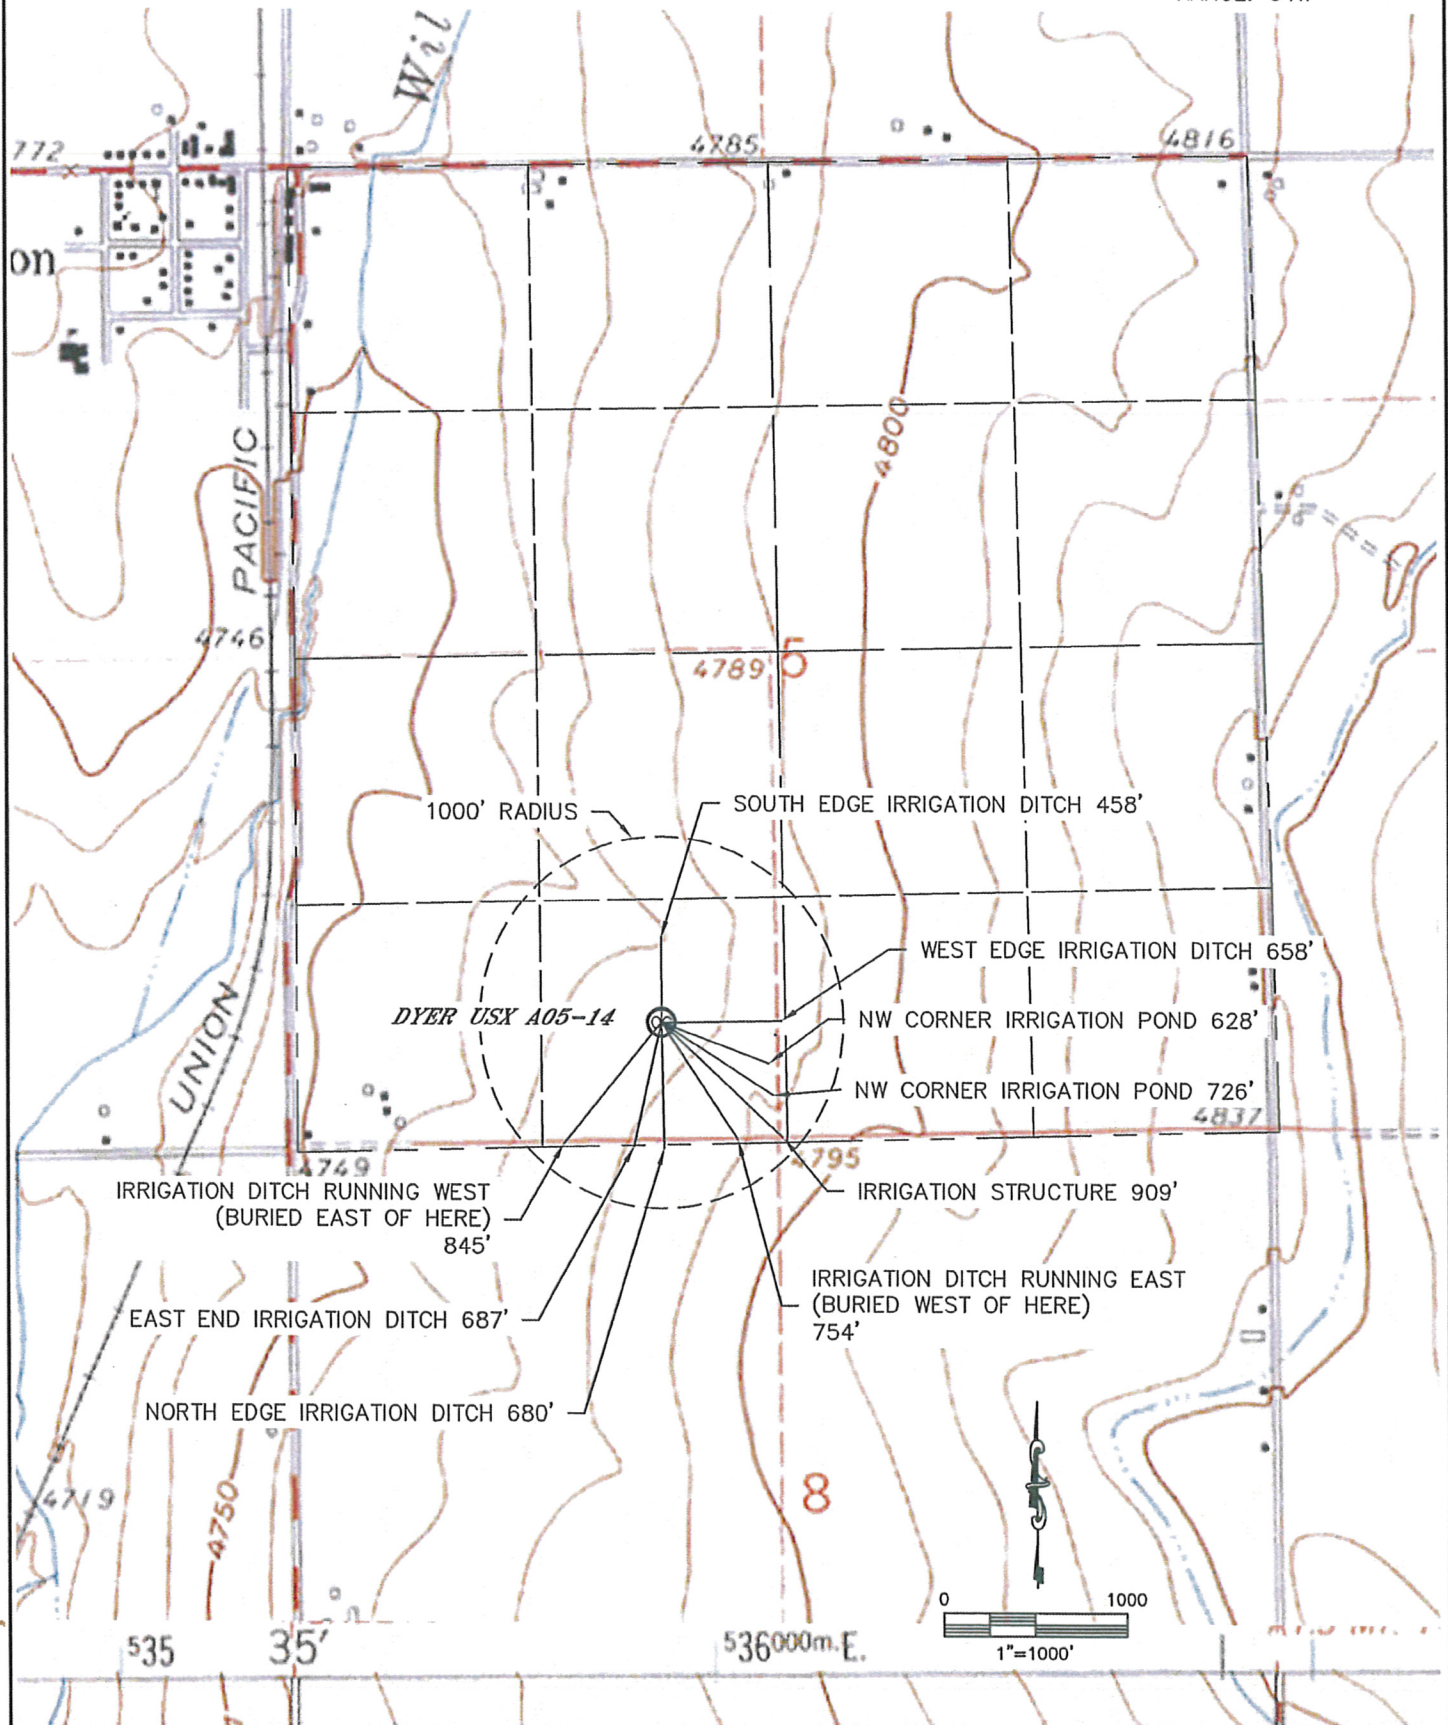 Wil
772
4785
4816
on
4800
PACIFIC
4746
4789
5
1000' RADIUS
SOUTH EDGE IRRIGATION DITCH 458'
WEST EDGE IRRIGATION DITCH 658'
UNION
DYER USX A05-14
NW CORNER IRRIGATION POND 628'
NW CORNER IRRIGATION POND 726'
4837
4749
4795
IRRIGATION DITCH RUNNING WEST
(BURIED EAST OF HERE)
845'
IRRIGATION STRUCTURE 909'
IRRIGATION DITCH RUNNING EAST
(BURIED WEST OF HERE)
754'
EAST END IRRIGATION DITCH 687'
NORTH EDGE IRRIGATION DITCH 680'
4719
4750
8
0 1000
1"=1000'
535
35'
536000m.E.